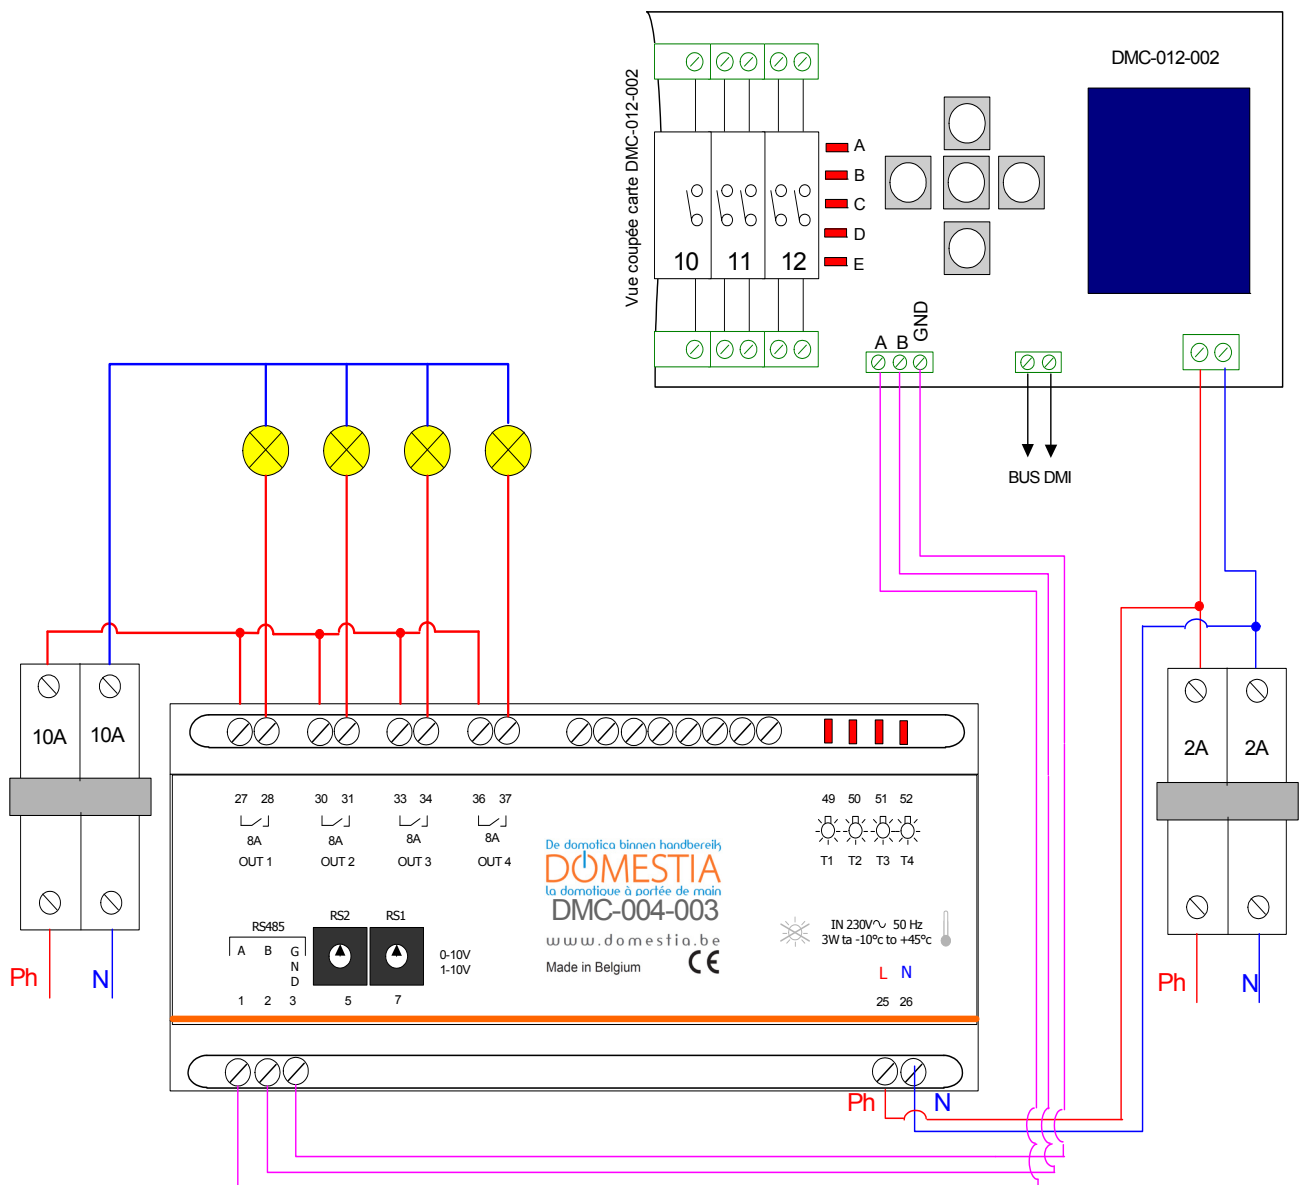 DMC-012-002
Vue coupée carte DMC-012-002
A
B
C
D
E
10 11 12
A B GND
BUS DMI
10A 10A
2A 2A
27 28 30 31 33 34 36 37
8A 8A 8A 8A
OUT 1 OUT 2 OUT 3 OUT 4
49 50 51 52
T1 T2 T3 T4
De domotica binnen handbereik
DOMESTIA
la domotique à portée de main
DMC-004-003
www.domestia.be
Made in Belgium CE
RS485
A B GND
RS2 RS1
0-10V
1-10V
1 2 3 5 7
IN 230V~ 50 Hz
3W ta -10°c to +45°c
L N
25 26
Ph N
Ph N
Ph N